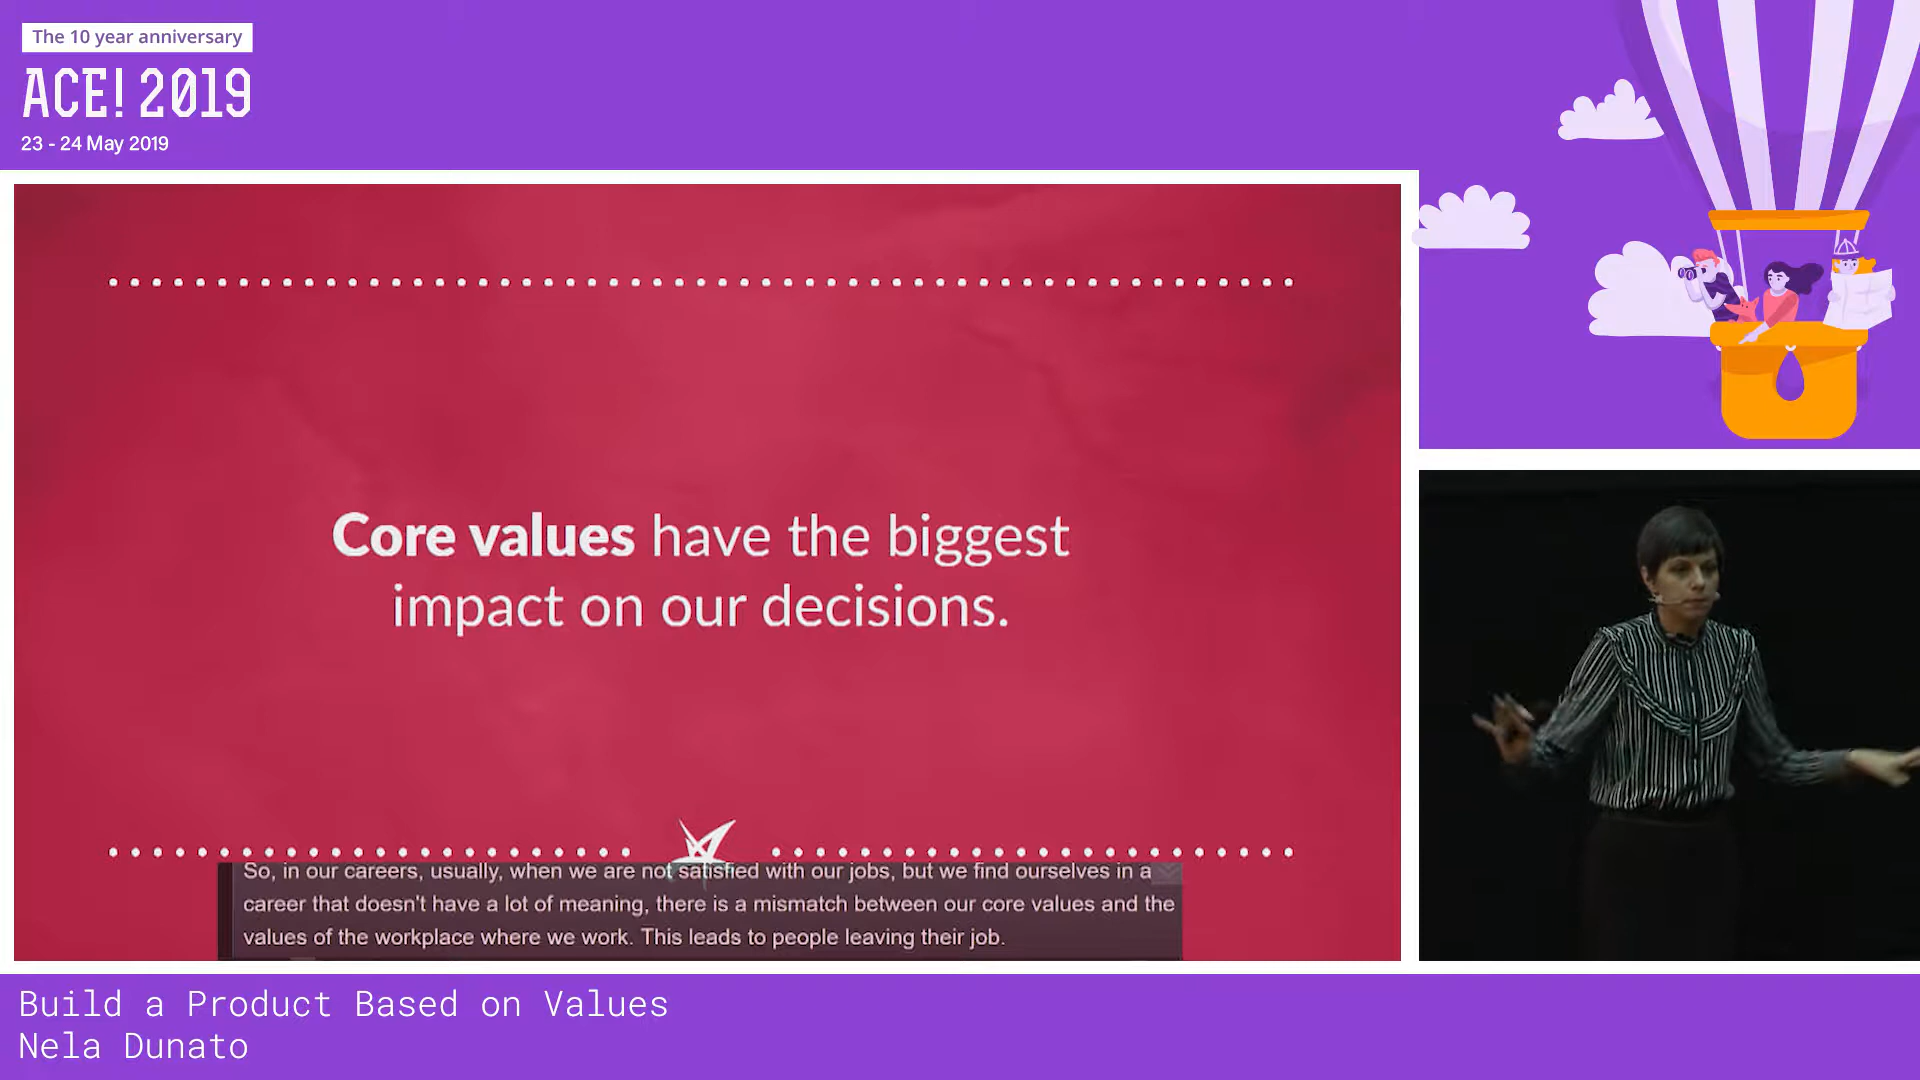 The 10 year anniversary
ACE! 2019
23 - 24 May 2019
Core values have the biggest
impact on our decisions.
So, in our careers, usually, when we are not satisfied with our jobs, but we find ourselves in a
career that doesn't have a lot of meaning, there is a mismatch between our core values and the
values of the workplace where we work. This leads to people leaving their job.
Build a Product Based on Values
Nela Dunato